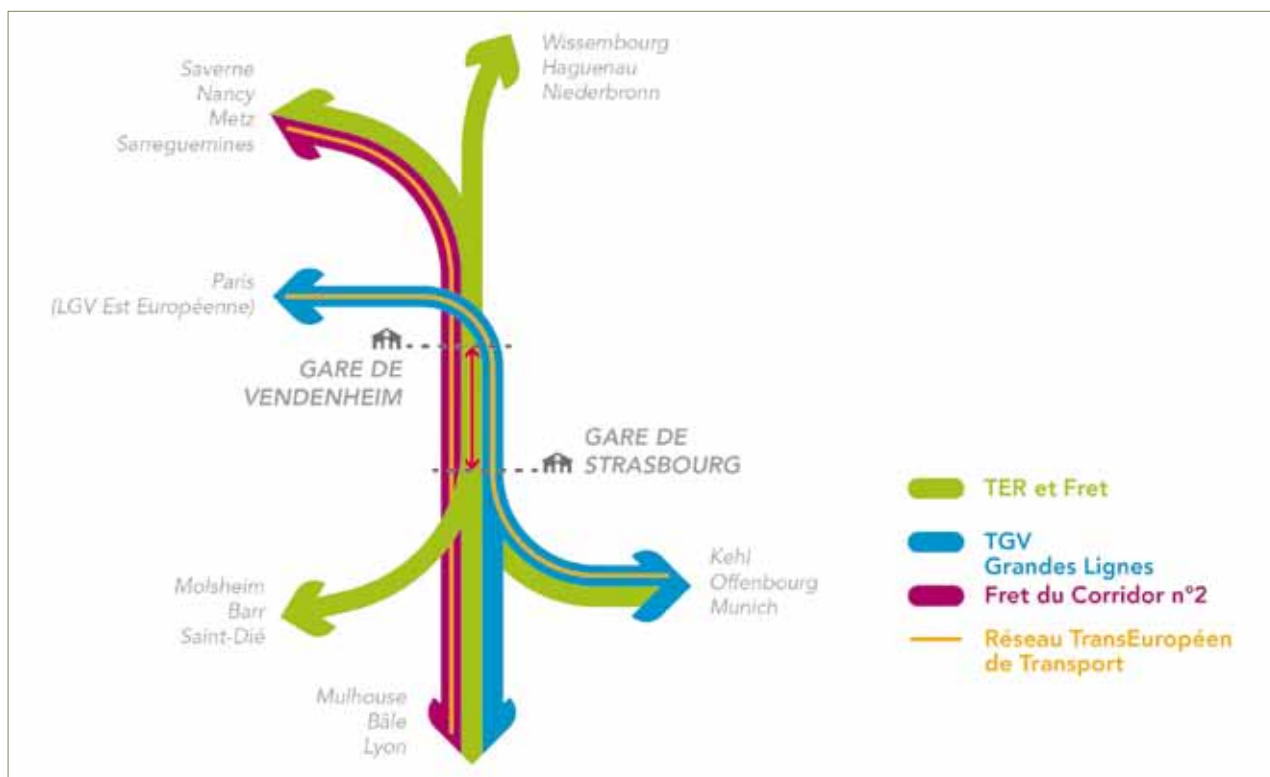 Wissembourg
Haguenau
Niederbronn
Saverne
Nancy
Metz
Sarreguemines
Paris
(LGV Est Européenne)
GARE DE
VENDENHEIM
GARE DE
STRASBOURG
TER et Fret
TGV
Grandes Lignes
Fret du Corridor n°2
Réseau TransEuropéen
de Transport
Kehl
Offenbourg
Munich
Molsheim
Barr
Saint-Dié
Mulhouse
Bâle
Lyon